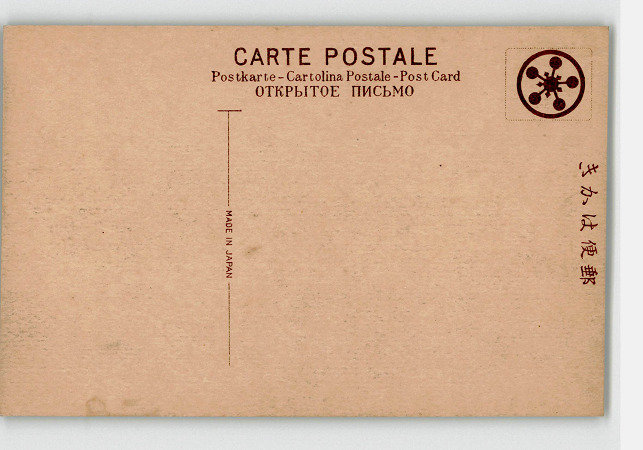 CARTE POSTALE
Postkarte - Cartolina Postale - Post Card
ОТКРЫТОЕ ПИСЬМО
MADE IN JAPAN
きかは便郵